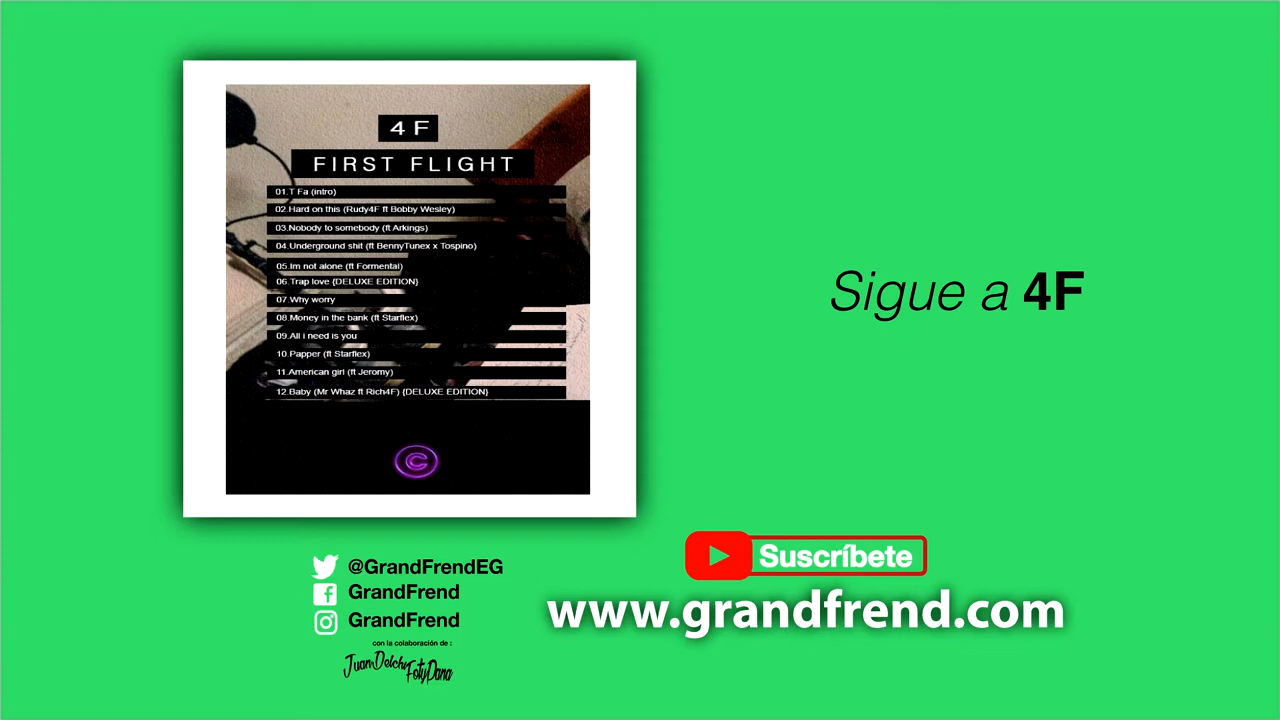 4 F
FIRST FLIGHT
01.T Fa (intro)
02.Hard on this (Rudy4F ft Bobby Wesley)
03.Nobody to somebody (ft Arkings)
04.Underground shit (ft BennyTunex x Tospino)
05.Im not alone (ft Formental)
06.Trap love {DELUXE EDITION}
07.Why worry
08.Money in the bank (ft Starflex)
09.All i need is you
10.Papper (ft Starflex)
11.American girl (ft Jeromy)
12.Baby (Mr Whaz ft Rich4F) {DELUXE EDITION}
C
Sigue a 4F
@GrandFrendEG
GrandFrend
GrandFrend
con la colaboración de :
JuanDelchu FotyDana
Suscríbete
www.grandfrend.com